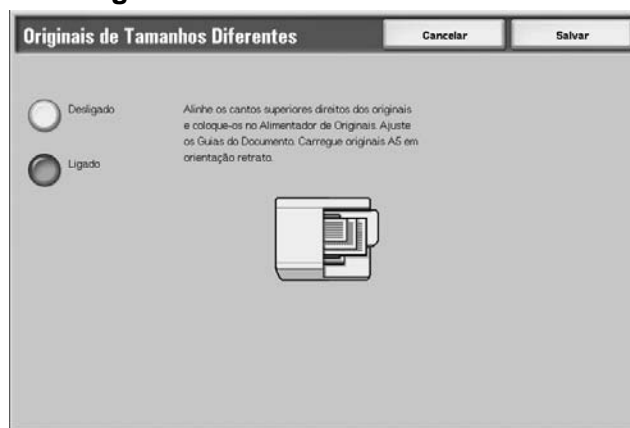 Originais de Tamanhos Diferentes
Cancelar
Salvar
Desligado
Ligado
Alinhe os cantos superiores direitos dos originais
e coloque-os no Alimentador de Originais. Ajuste
os Guias do Documento. Carregue originais A5 em
orientação retrato.